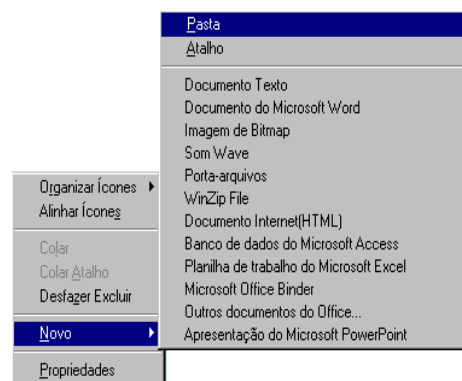 Pasta
Atalho
Documento Texto
Documento do Microsoft Word
Imagem de Bitmap
Som Wave
Porta-arquivos
WinZip File
Documento Internet(HTML)
Banco de dados do Microsoft Access
Planilha de trabalho do Microsoft Excel
Microsoft Office Binder
Outros documentos do Office...
Apresentação do Microsoft PowerPoint
Organizar Ícones
Alinhar Ícones
Colar
Colar Atalho
Desfazer Excluir
Novo
Propriedades